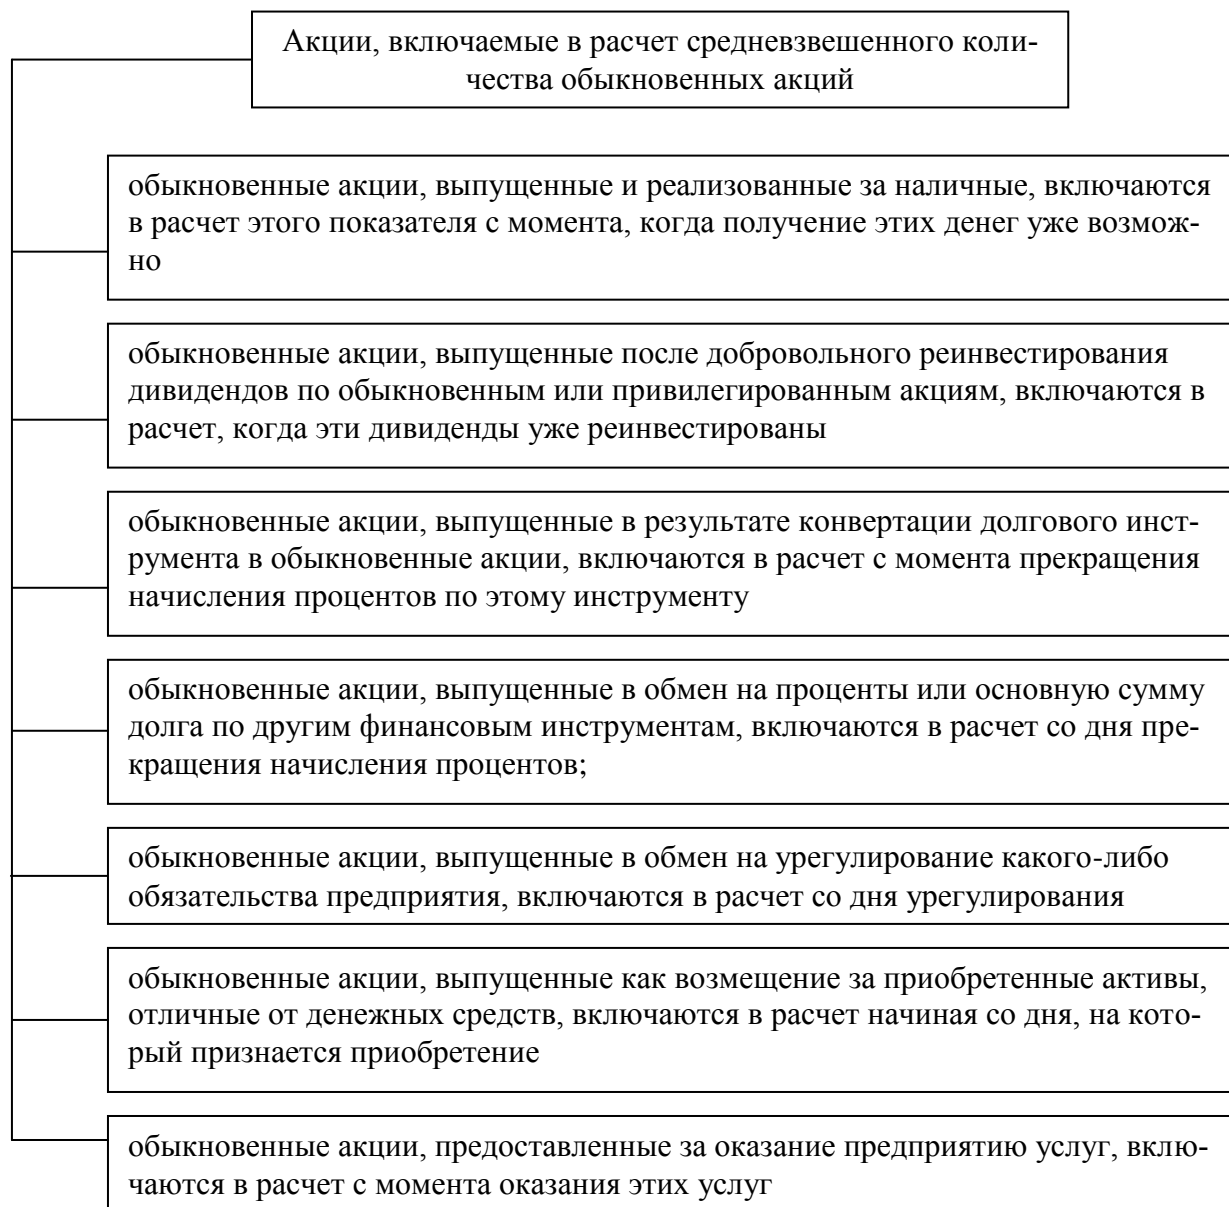 Акции, включаемые в расчет средневзвешенного коли-
чества обыкновенных акций
обыкновенные акции, выпущенные и реализованные за наличные, включаются
в расчет этого показателя с момента, когда получение этих денег уже возмож-
но
обыкновенные акции, выпущенные после добровольного реинвестирования
дивидендов по обыкновенным или привилегированным акциям, включаются в
расчет, когда эти дивиденды уже реинвестированы
обыкновенные акции, выпущенные в результате конвертации долгового инст-
румента в обыкновенные акции, включаются в расчет с момента прекращения
начисления процентов по этому инструменту
обыкновенные акции, выпущенные в обмен на проценты или основную сумму
долга по другим финансовым инструментам, включаются в расчет со дня пре-
кращения начисления процентов;
обыкновенные акции, выпущенные в обмен на урегулирование какого-либо
обязательства предприятия, включаются в расчет со дня урегулирования
обыкновенные акции, выпущенные как возмещение за приобретенные активы,
отличные от денежных средств, включаются в расчет начиная со дня, на кото-
рый признается приобретение
обыкновенные акции, предоставленные за оказание предприятию услуг, вклю-
чаются в расчет с момента оказания этих услуг